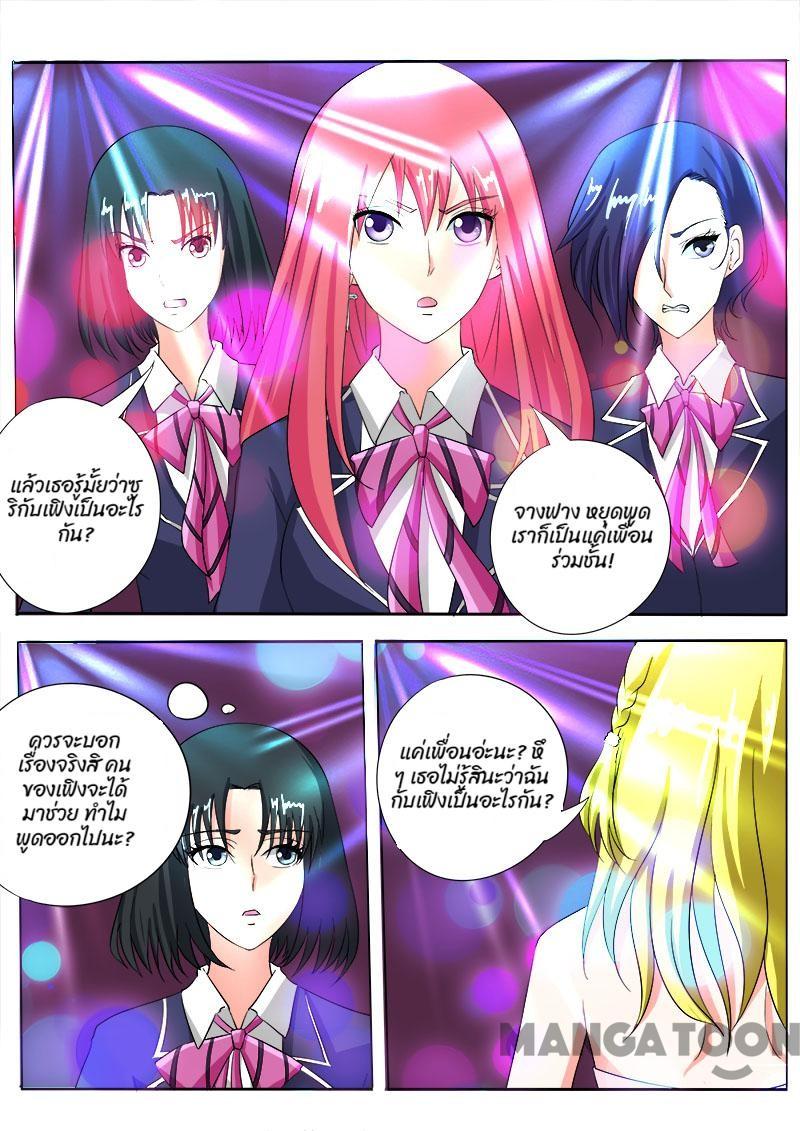 แล้วเธอรู้มั้ยว่าซู
ริกับเฟิงเป็นอะไร
กัน?
จางฟาง หยุดพูด
เราก็เป็นแค่เพื่อน
ร่วมชั้น!
ควรจะบอก
เรื่องจริงสิ คน
ของเฟิงจะได้
มาช่วย ทำไม
พูดออกไปนะ?
แค่เพื่อนอ่ะนะ? หึ
ๆ เธอไม่รู้สินะว่าฉัน
กับเฟิงเป็นอะไรกัน?
MANGATOON